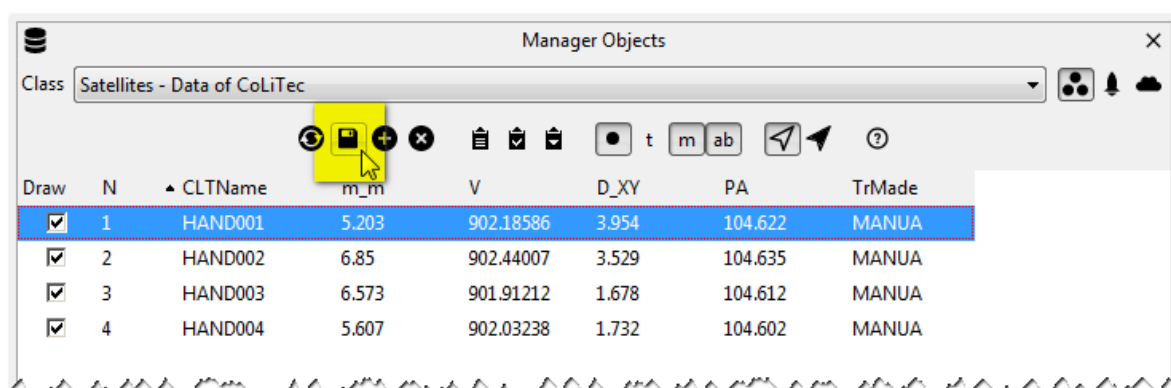 Manager Objects
Class Satellites - Data of CoLiTec
t m ab
Draw N CLTName m_m V D_XY PA TrMade
1 HAND001 5.203 902.18586 3.954 104.622 MANUA
2 HAND002 6.85 902.44007 3.529 104.635 MANUA
3 HAND003 6.573 901.91212 1.678 104.612 MANUA
4 HAND004 5.607 902.03238 1.732 104.602 MANUA